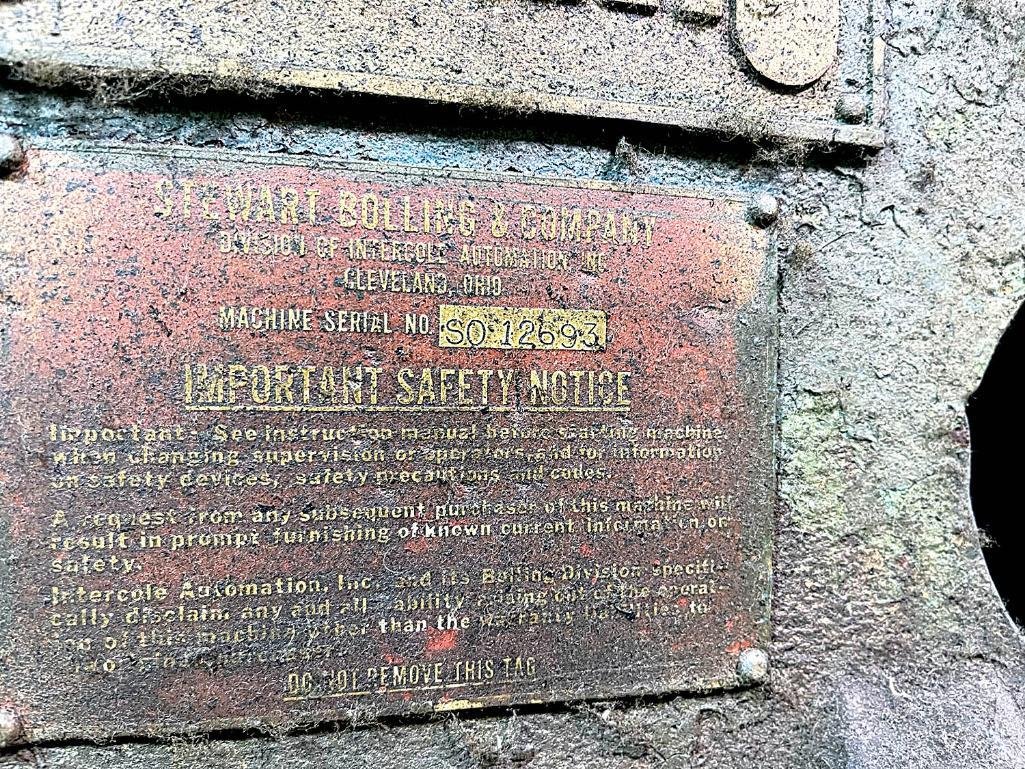 STEWART BOLLING & COMPANY
DIVISION OF INTERCOLE AUTOMATION, INC
CLEVELAND, OHIO
MACHINE SERIAL NO. SO 12693
IMPORTANT SAFETY NOTICE
Important: See instruction manual before starting machine,
when changing supervision or operators, and for information
on safety devices, safety precautions and codes.
A request from any subsequent purchaser of this machine will
result in prompt furnishing of known current information on
safety.
Intercole Automation, Inc. and its Bolling Division specifi-
cally disclaim any and all liability arising out of the operat-
ion of this machine other than the warranty liabilities to
DO NOT REMOVE THIS TAG